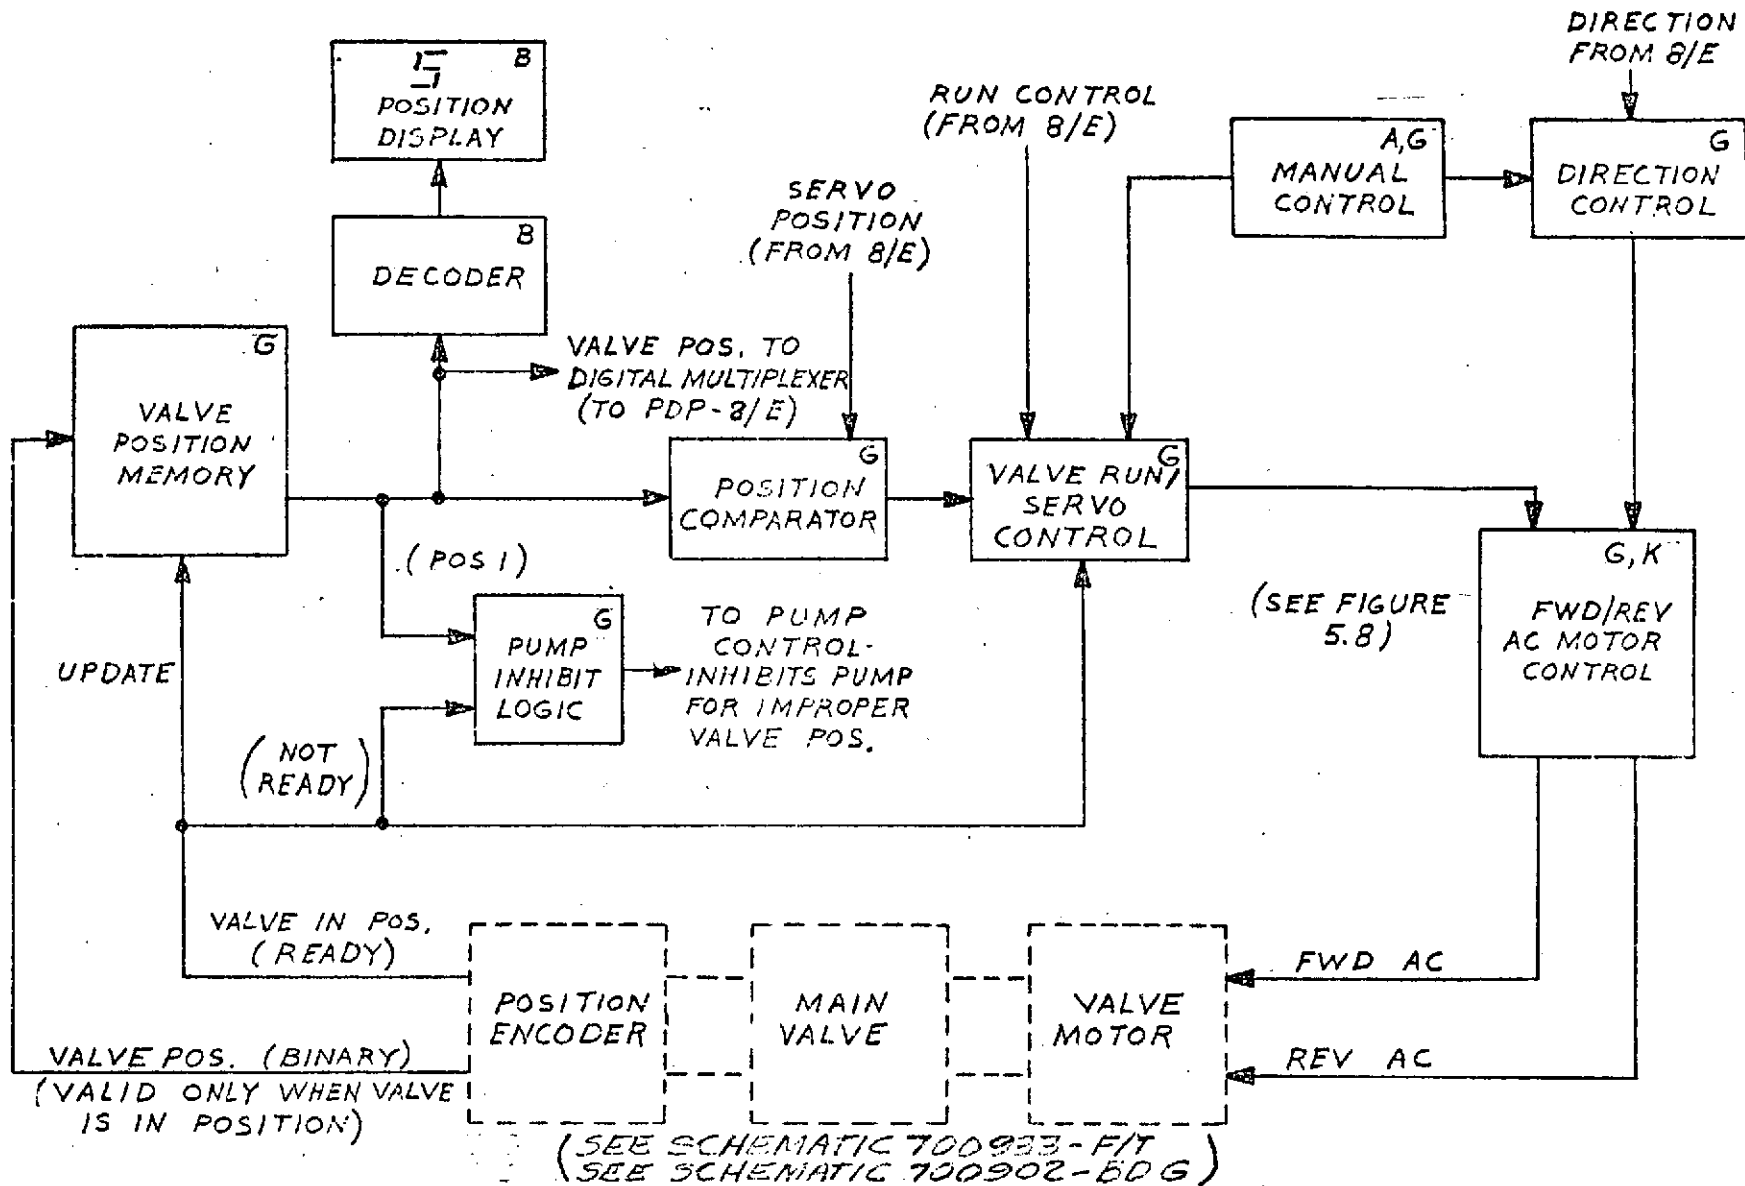 DIRECTION
FROM 8/E
5 B
POSITION
DISPLAY
RUN CONTROL
(FROM 8/E)
A,G
MANUAL
CONTROL
G
DIRECTION
CONTROL
SERVO
POSITION
(FROM 8/E)
B
DECODER
G
VALVE
POSITION
MEMORY
VALVE POS. TO
DIGITAL MULTIPLEXER
(TO PDP-8/E)
G
POSITION
COMPARATOR
G
VALVE RUN/
SERVO
CONTROL
(POS 1)
G
PUMP
INHIBIT
LOGIC
TO PUMP
CONTROL-
INHIBITS PUMP
FOR IMPROPER
VALVE POS.
(SEE FIGURE
5.8)
G,K
FWD/REV
AC MOTOR
CONTROL
UPDATE
(NOT
READY)
VALVE IN POS.
(READY)
POSITION
ENCODER
MAIN
VALVE
VALVE
MOTOR
FWD AC
REV AC
VALVE POS. (BINARY)
(VALID ONLY WHEN VALVE
IS IN POSITION)
(SEE SCHEMATIC 700933-F/T
SEE SCHEMATIC 700902-BDG)